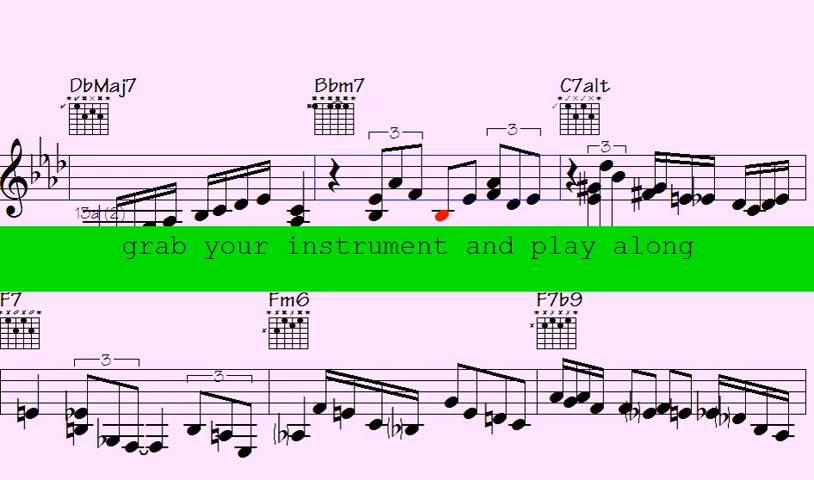 DbMaj7 Bbm7 C7alt
3 3 3
13a (2)
grab your instrument and play along
F7 Fm6 F7b9
3 3